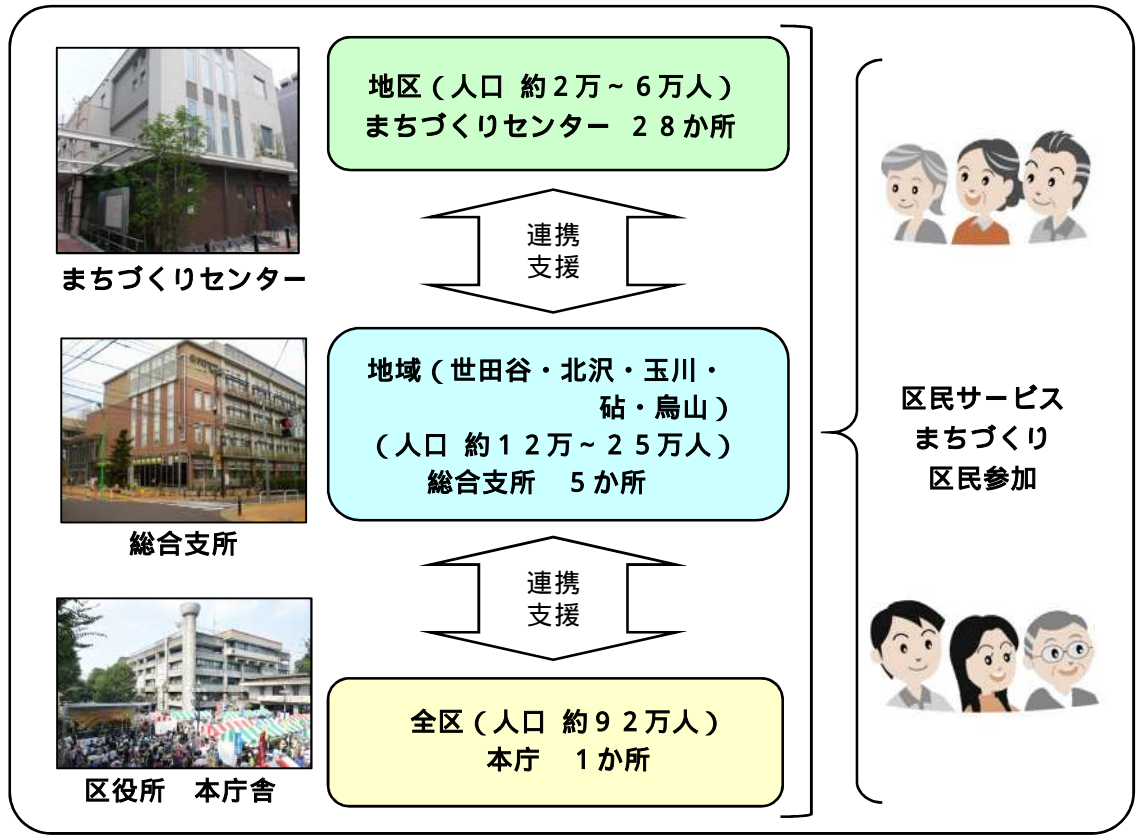 地区（人口 約２万～６万人）
まちづくりセンター ２８か所
まちづくりセンター
連携
支援
地域（世田谷・北沢・玉川・
砧・烏山）
（人口 約１２万～２５万人）
総合支所　５か所
総合支所
連携
支援
全区（人口 約９２万人）
本庁　１か所
区役所　本庁舎
区民サービス
まちづくり
区民参加